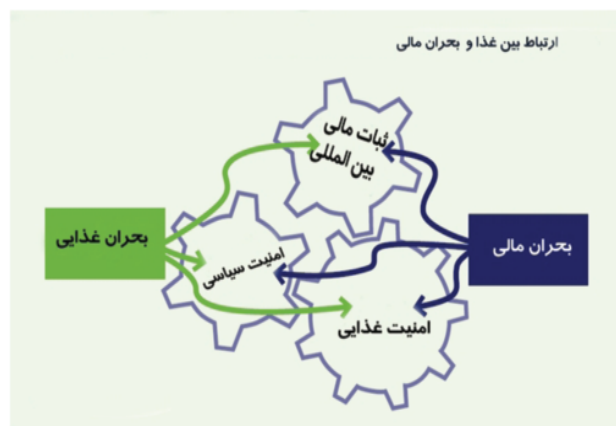 ارتباط بین غذا و بحران مالی
ثبات مالی
بین المللی
بحران غذایی
امنیت سیاسی
بحران مالی
امنیت غذایی